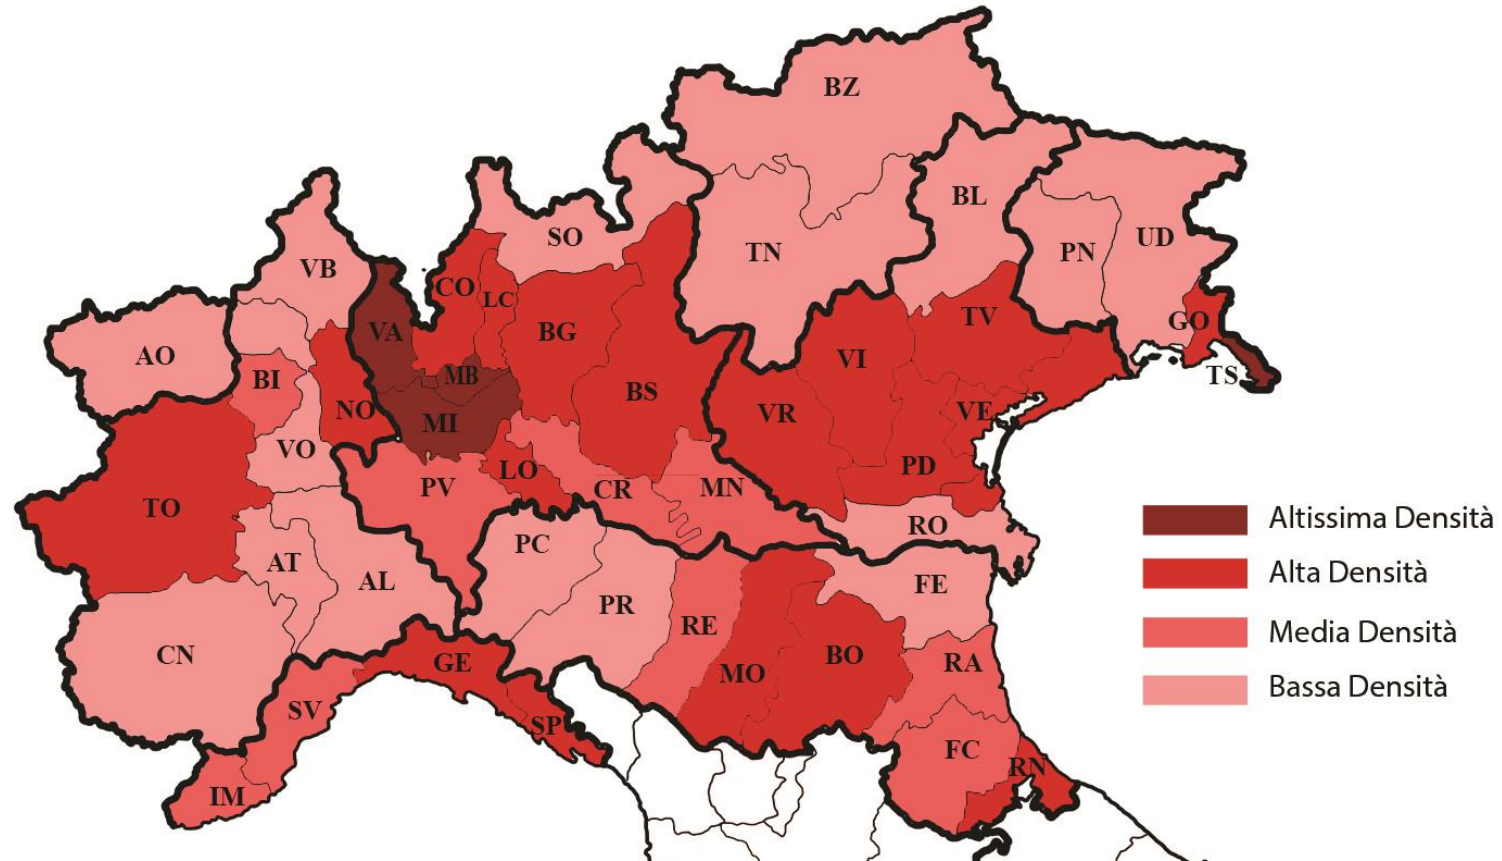 BZ
BL
SO
TN
PN
UD
VB
CO
LC
TV
GO
VA
BG
VI
AO
MB
TS
BI
BS
NO
MI
VR
VE
VO
LO
PD
PV
CR
MN
TO
RO
Altissima Densità
PC
AT
AL
Alta Densità
FE
PR
RE
Media Densità
CN
GE
MO
BO
RA
Bassa Densità
SV
SP
FC
RN
IM